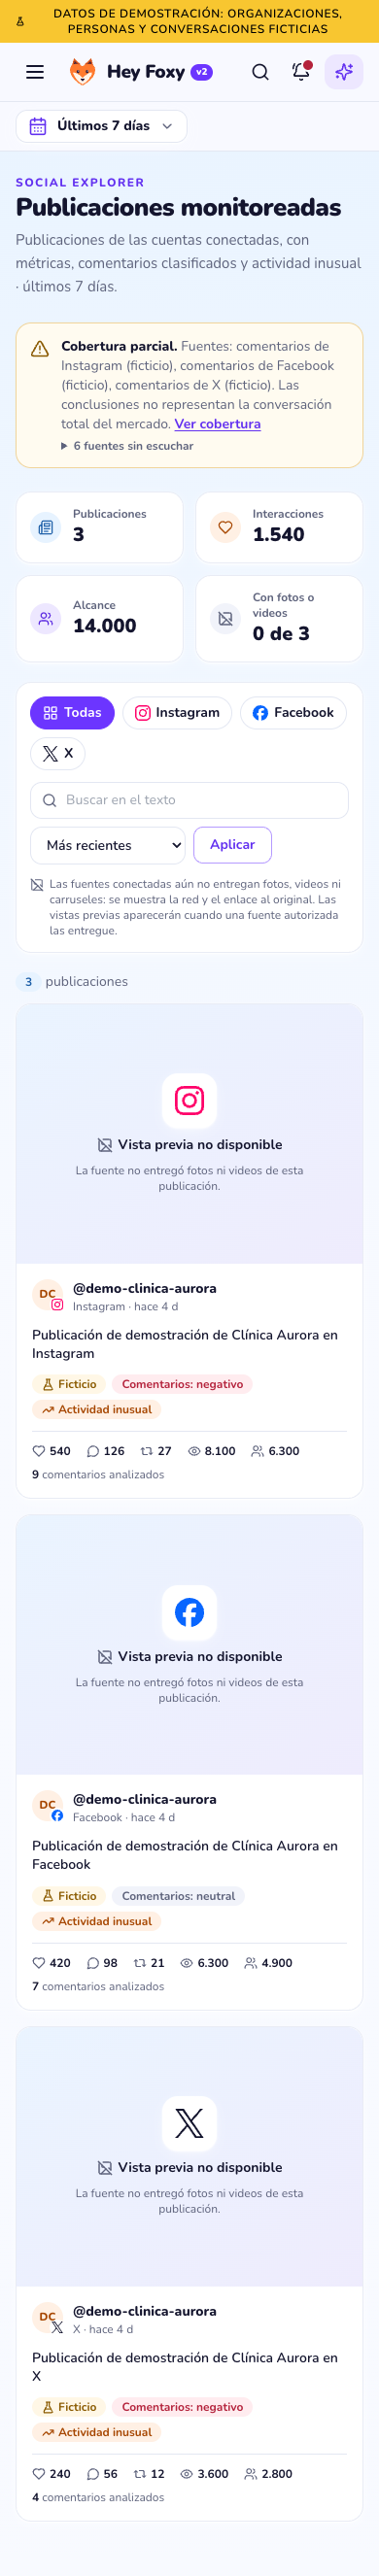 DATOS DE DEMOSTRACIÓN: ORGANIZACIONES,
PERSONAS Y CONVERSACIONES FICTICIAS
Hey Foxy v2
Últimos 7 días
SOCIAL EXPLORER
Publicaciones monitoreadas
Publicaciones de las cuentas conectadas, con
métricas, comentarios clasificados y actividad inusual
· últimos 7 días.
Cobertura parcial. Fuentes: comentarios de
Instagram (ficticio), comentarios de Facebook
(ficticio), comentarios de X (ficticio). Las
conclusiones no representan la conversación
total del mercado. Ver cobertura
6 fuentes sin escuchar
Publicaciones
3
Interacciones
1.540
Alcance
14.000
Con fotos o
videos
0 de 3
Todas
Instagram
Facebook
X
Buscar en el texto
Más recientes
Aplicar
Las fuentes conectadas aún no entregan fotos, videos ni
carruseles: se muestra la red y el enlace al original. Las
vistas previas aparecerán cuando una fuente autorizada
las entregue.
3 publicaciones
Vista previa no disponible
La fuente no entregó fotos ni videos de esta
publicación.
DC
@demo-clinica-aurora
Instagram · hace 4 d
Publicación de demostración de Clínica Aurora en
Instagram
Ficticio
Comentarios: negativo
Actividad inusual
540 126 27 8.100 6.300
9 comentarios analizados
Vista previa no disponible
La fuente no entregó fotos ni videos de esta
publicación.
DC
@demo-clinica-aurora
Facebook · hace 4 d
Publicación de demostración de Clínica Aurora en
Facebook
Ficticio
Comentarios: neutral
Actividad inusual
420 98 21 6.300 4.900
7 comentarios analizados
Vista previa no disponible
La fuente no entregó fotos ni videos de esta
publicación.
DC
@demo-clinica-aurora
X · hace 4 d
Publicación de demostración de Clínica Aurora en
X
Ficticio
Comentarios: negativo
Actividad inusual
240 56 12 3.600 2.800
4 comentarios analizados